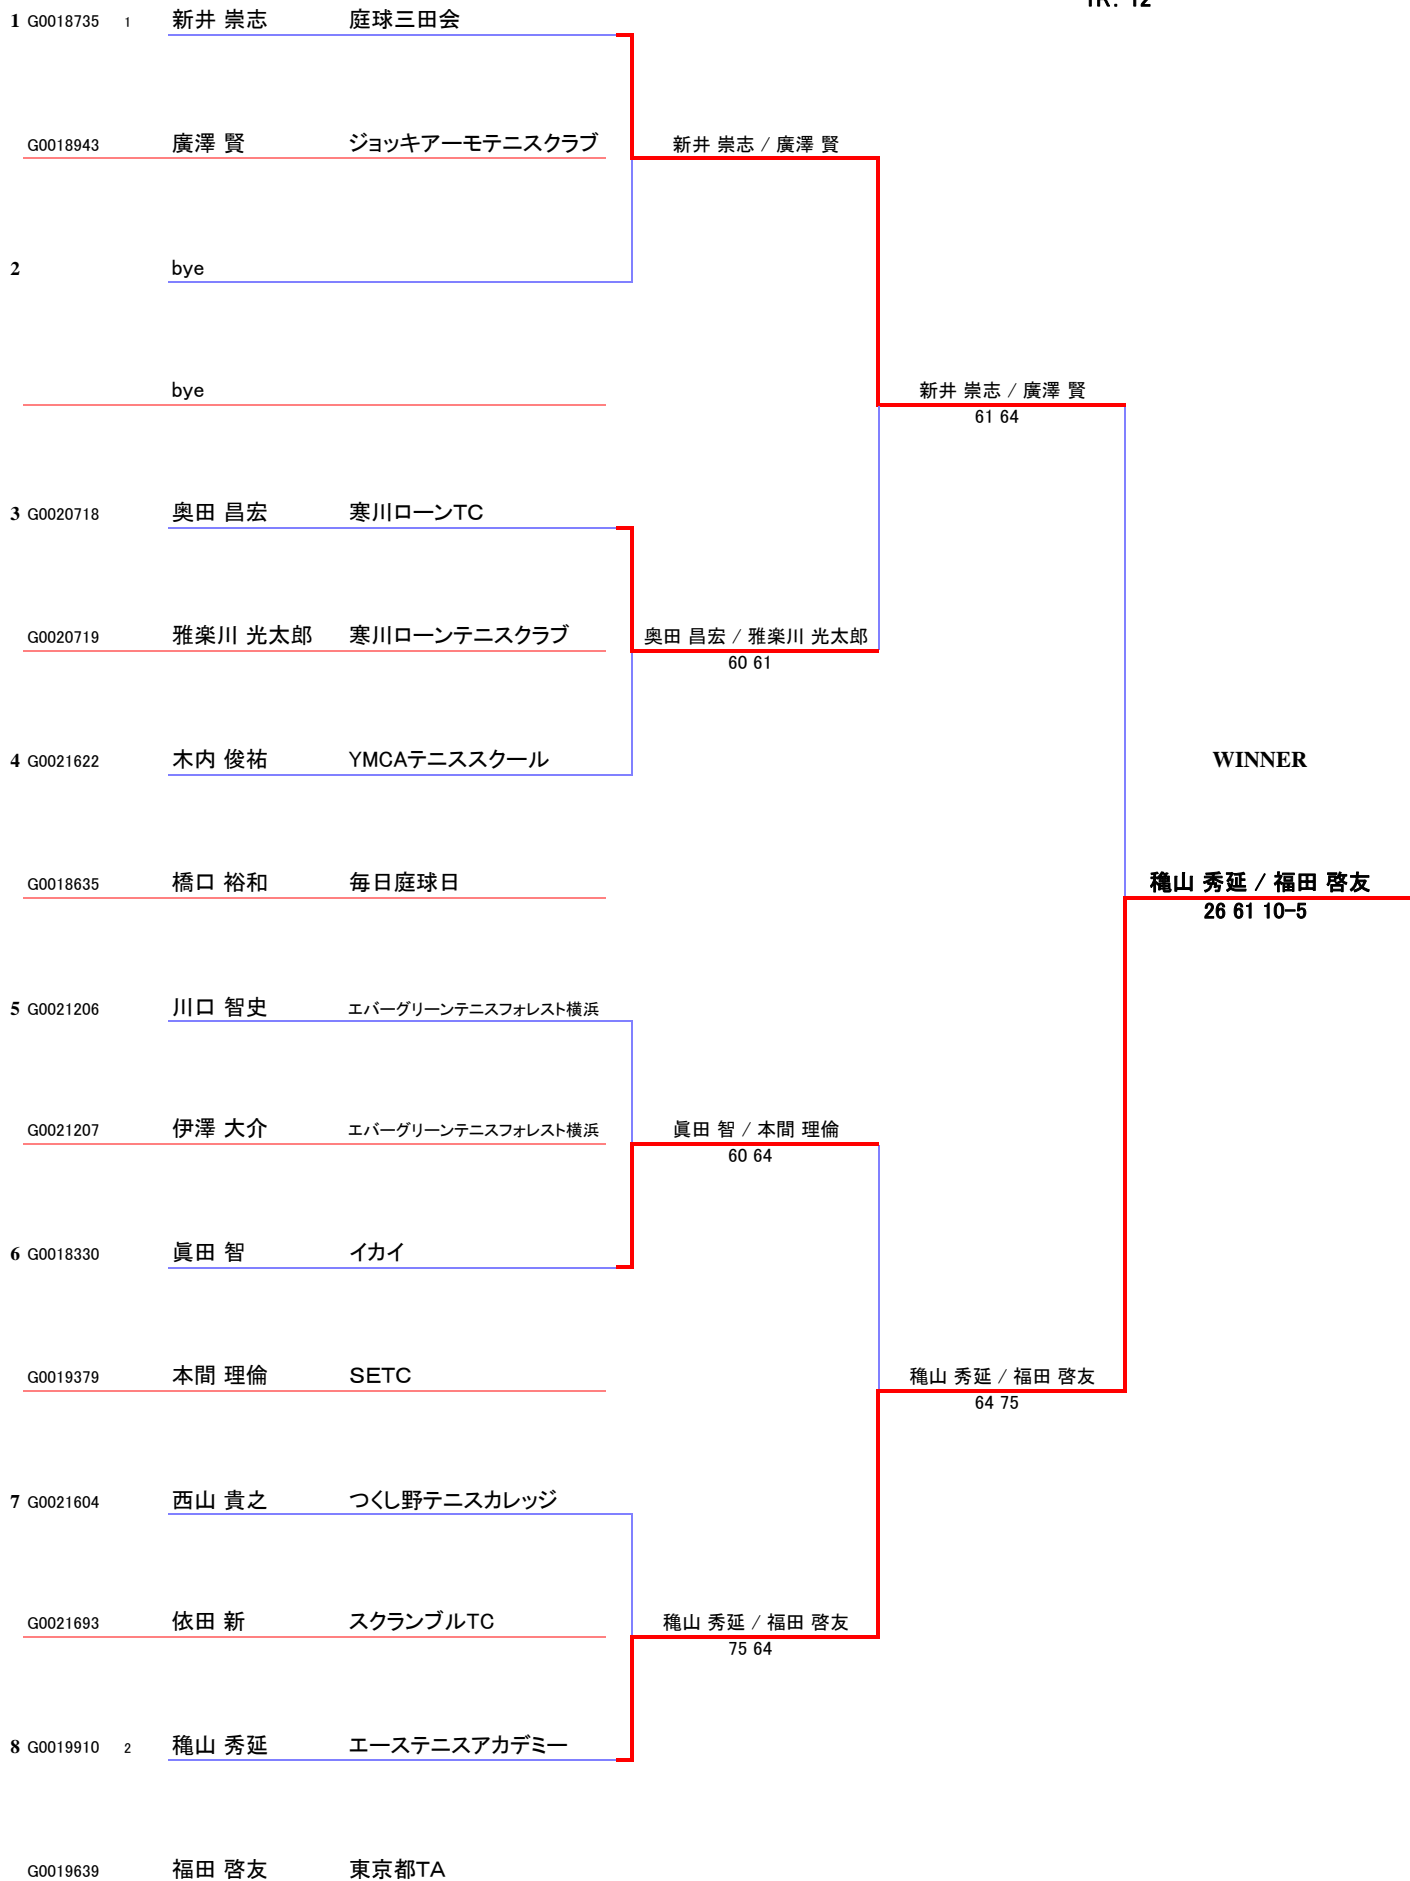 1R: 12
1 G0018735 1 新井 崇志 庭球三田会
G0018943 廣澤 賢 ジョッキアーモテニスクラブ 新井 崇志 / 廣澤 賢
2 bye
bye 新井 崇志 / 廣澤 賢
61 64
3 G0020718 奥田 昌宏 寒川ローンTC
G0020719 雅楽川 光太郎 寒川ローンテニスクラブ 奥田 昌宏 / 雅楽川 光太郎
60 61
4 G0021622 木内 俊祐 YMCAテニススクール WINNER
G0018635 橋口 裕和 毎日庭球日 穐山 秀延 / 福田 啓友
26 61 10-5
5 G0021206 川口 智史 エバーグリーンテニスフォレスト横浜
G0021207 伊澤 大介 エバーグリーンテニスフォレスト横浜 眞田 智 / 本間 理倫
60 64
6 G0018330 眞田 智 イカイ
G0019379 本間 理倫 SETC 穐山 秀延 / 福田 啓友
64 75
7 G0021604 西山 貴之 つくし野テニスカレッジ
G0021693 依田 新 スクランブルTC 穐山 秀延 / 福田 啓友
75 64
8 G0019910 2 穐山 秀延 エーステニスアカデミー
G0019639 福田 啓友 東京都TA